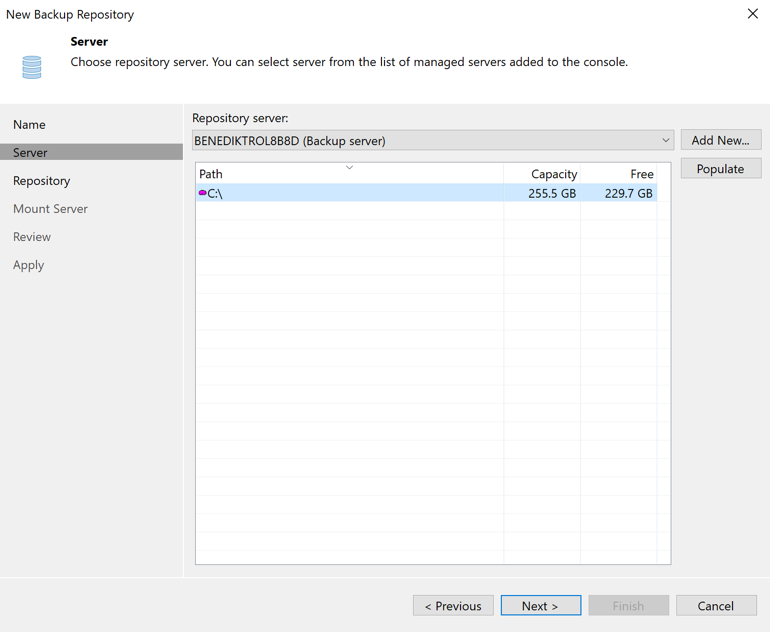 New Backup Repository
Server
Choose repository server. You can select server from the list of managed servers added to the console.
Name
Server
Repository
Mount Server
Review
Apply
Repository server:
BENEDIKTROL8B8D (Backup server)
Add New...
Populate
Path Capacity Free
C:\ 255.5 GB 229.7 GB
< Previous Next > Finish Cancel